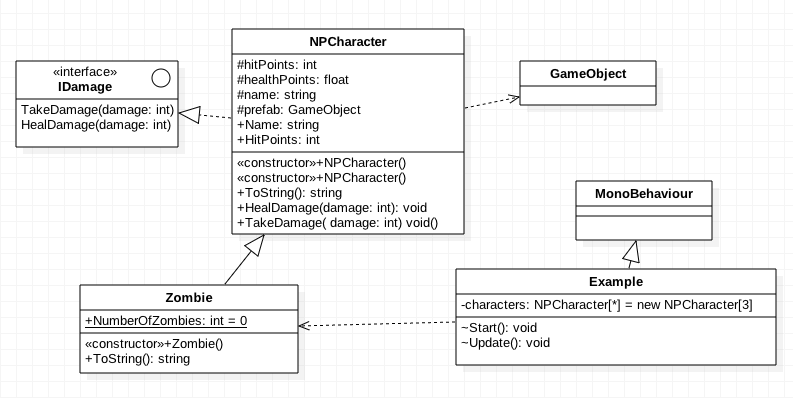 «interface»
IDamage
TakeDamage(damage: int)
HealDamage(damage: int)
NPCharacter
#hitPoints: int
#healthPoints: float
#name: string
#prefab: GameObject
+Name: string
+HitPoints: int
«constructor»+NPCharacter()
«constructor»+NPCharacter()
+ToString(): string
+HealDamage(damage: int): void
+TakeDamage( damage: int) void()
GameObject
MonoBehaviour
Zombie
+NumberOfZombies: int = 0
«constructor»+Zombie()
+ToString(): string
Example
-characters: NPCharacter[*] = new NPCharacter[3]
~Start(): void
~Update(): void